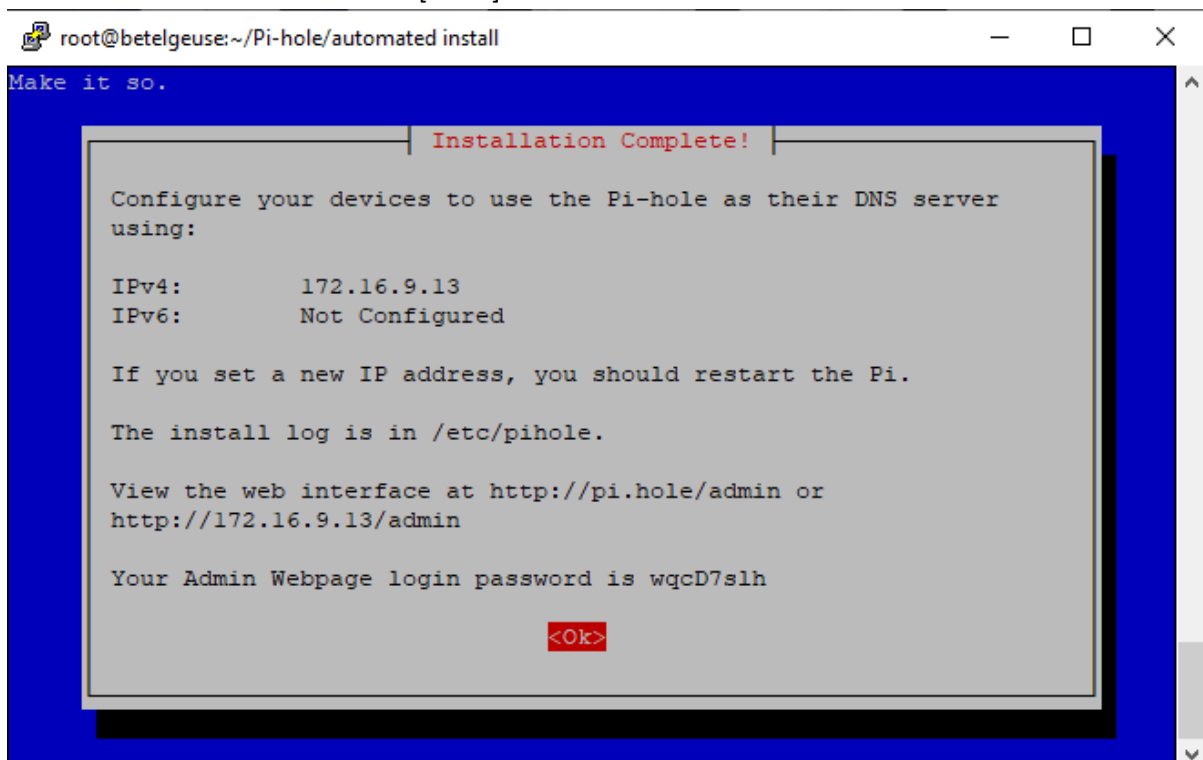 root@betelgeuse:~/Pi-hole/automated install
Make it so.
Installation Complete!
Configure your devices to use the Pi-hole as their DNS server
using:
IPv4: 172.16.9.13
IPv6: Not Configured
If you set a new IP address, you should restart the Pi.
The install log is in /etc/pihole.
View the web interface at http://pi.hole/admin or
http://172.16.9.13/admin
Your Admin Webpage login password is wqcD7slh
<Ok>